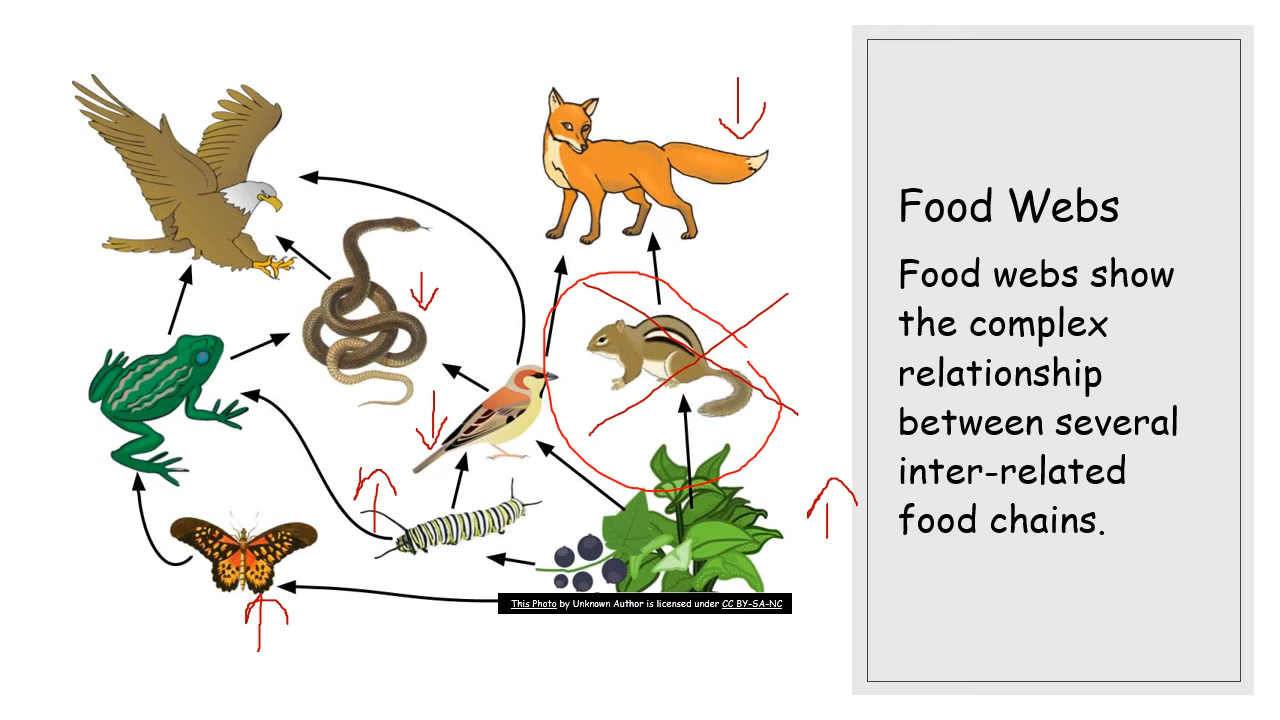 Food Webs
Food webs show
the complex
relationship
between several
inter-related
food chains.
This Photo by Unknown Author is licensed under CC BY-SA-NC